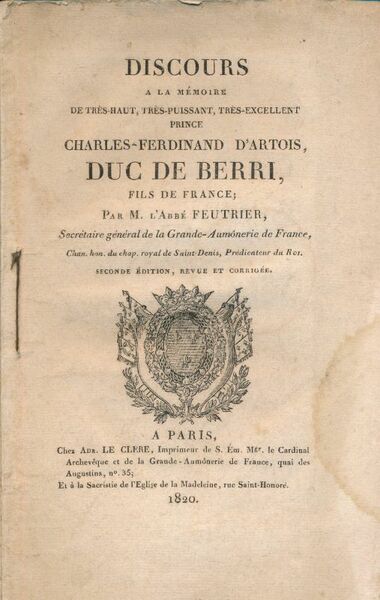 DISCOURS
A LA MÉMOIRE
DE TRÈS-HAUT, TRÈS-PUISSANT, TRÈS-EXCELLENT
PRINCE
CHARLES-FERDINAND D'ARTOIS,
DUC DE BERRI,
FILS DE FRANCE;
PAR M. L'ABBÉ FEUTRIER,
Secrétaire général de la Grande-Aumônerie de France,
Chan. hon. du chap. royal de Saint-Denis, Prédicateur du Roi.
SECONDE ÉDITION, REVUE ET CORRIGÉE.
A PARIS,
Chez ADR. LE CLERE, Imprimeur de S. Ém. Mgr. le Cardinal
Archevêque et de la Grande-Aumônerie de France, quai des
Augustins, nº. 35;
Et à la Sacristie de l'Eglise de la Madeleine, rue Saint-Honoré.
1820.